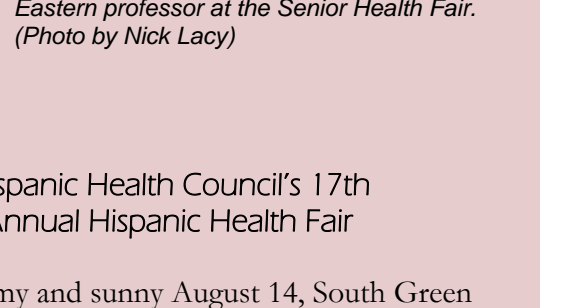 Eastern professor at the Senior Health Fair.
(Photo by Nick Lacy)
spanic Health Council's 17th
Annual Hispanic Health Fair
my and sunny August 14, South Green